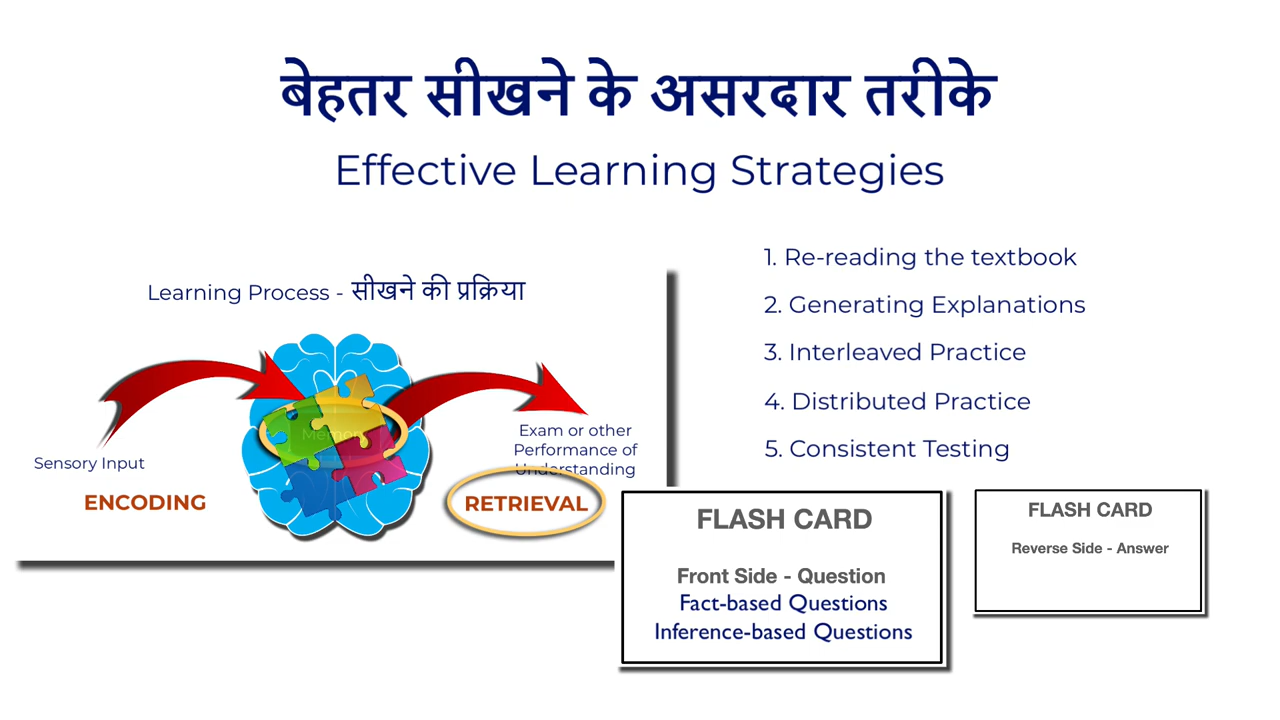 बेहतर सीखने के असरदार तरीके
Effective Learning Strategies
Learning Process - सीखने की प्रक्रिया
Memory
Sensory Input
ENCODING
Exam or other
Performance of
Understanding
RETRIEVAL
1. Re-reading the textbook
2. Generating Explanations
3. Interleaved Practice
4. Distributed Practice
5. Consistent Testing
FLASH CARD
Front Side - Question
Fact-based Questions
Inference-based Questions
FLASH CARD
Reverse Side - Answer